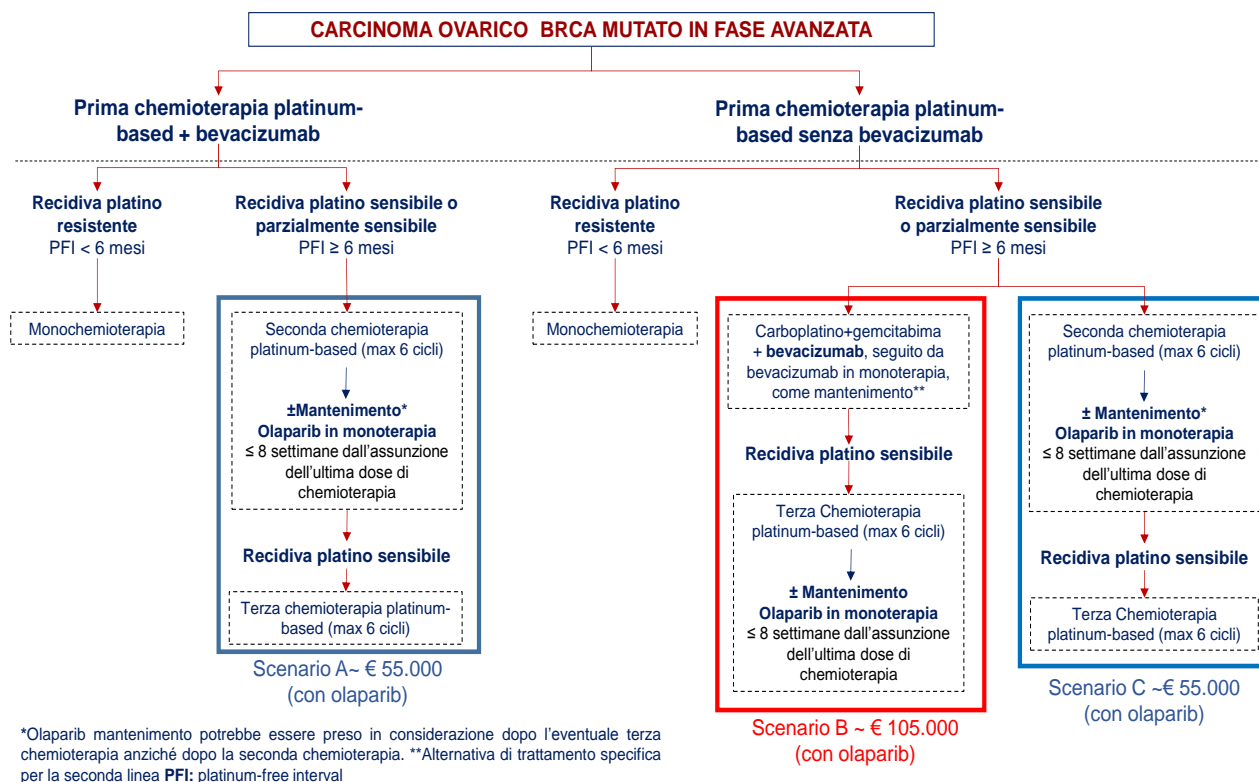 CARCINOMA OVARICO BRCA MUTATO IN FASE AVANZATA
Prima chemioterapia platinum-
based + bevacizumab
Prima chemioterapia platinum-
based senza bevacizumab
Recidiva platino
resistente
PFI < 6 mesi
Recidiva platino sensibile o
parzialmente sensibile
PFI ≥ 6 mesi
Recidiva platino
resistente
PFI < 6 mesi
Recidiva platino sensibile
o parzialmente sensibile
PFI ≥ 6 mesi
Monochemioterapia
Seconda chemioterapia
platinum-based (max 6 cicli)
±Mantenimento*
Olaparib in monoterapia
≤ 8 settimane dall'assunzione
dell'ultima dose di
chemioterapia
Recidiva platino sensibile
Terza chemioterapia platinum-
based (max 6 cicli)
Scenario A~ € 55.000
(con olaparib)
Monochemioterapia
Carboplatino+gemcitabima
+ bevacizumab, seguito da
bevacizumab in monoterapia,
come mantenimento**
Recidiva platino sensibile
Terza Chemioterapia
platinum-based (max 6 cicli)
± Mantenimento
Olaparib in monoterapia
≤ 8 settimane dall'assunzione
dell'ultima dose di
chemioterapia
Scenario B ~ € 105.000
(con olaparib)
Seconda chemioterapia
platinum-based (max 6 cicli)
± Mantenimento*
Olaparib in monoterapia
≤ 8 settimane dall'assunzione
dell'ultima dose di
chemioterapia
Recidiva platino sensibile
Terza Chemioterapia
platinum-based (max 6 cicli)
Scenario C ~€ 55.000
(con olaparib)
*Olaparib mantenimento potrebbe essere preso in considerazione dopo l'eventuale terza
chemioterapia anziché dopo la seconda chemioterapia. **Alternativa di trattamento specifica
per la seconda linea PFI: platinum-free interval